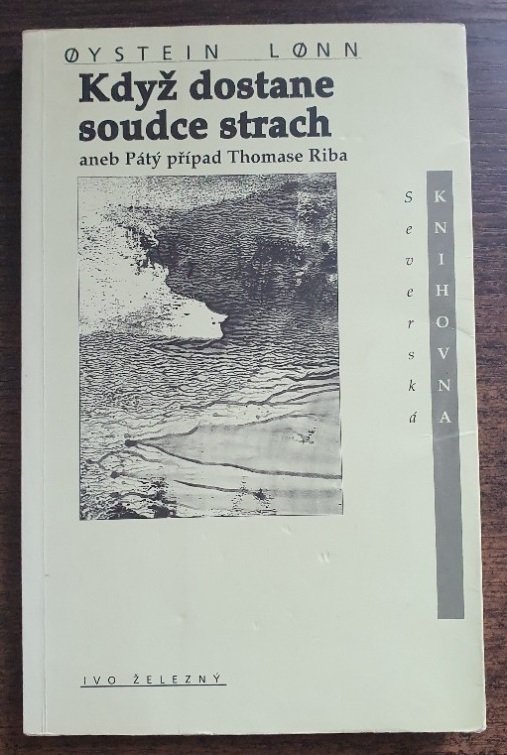 ØYSTEIN LØNN
Když dostane
soudce strach
aneb Pátý případ Thomase Riba
Severská
KNIHOVNA
IVO ŽELEZNÝ